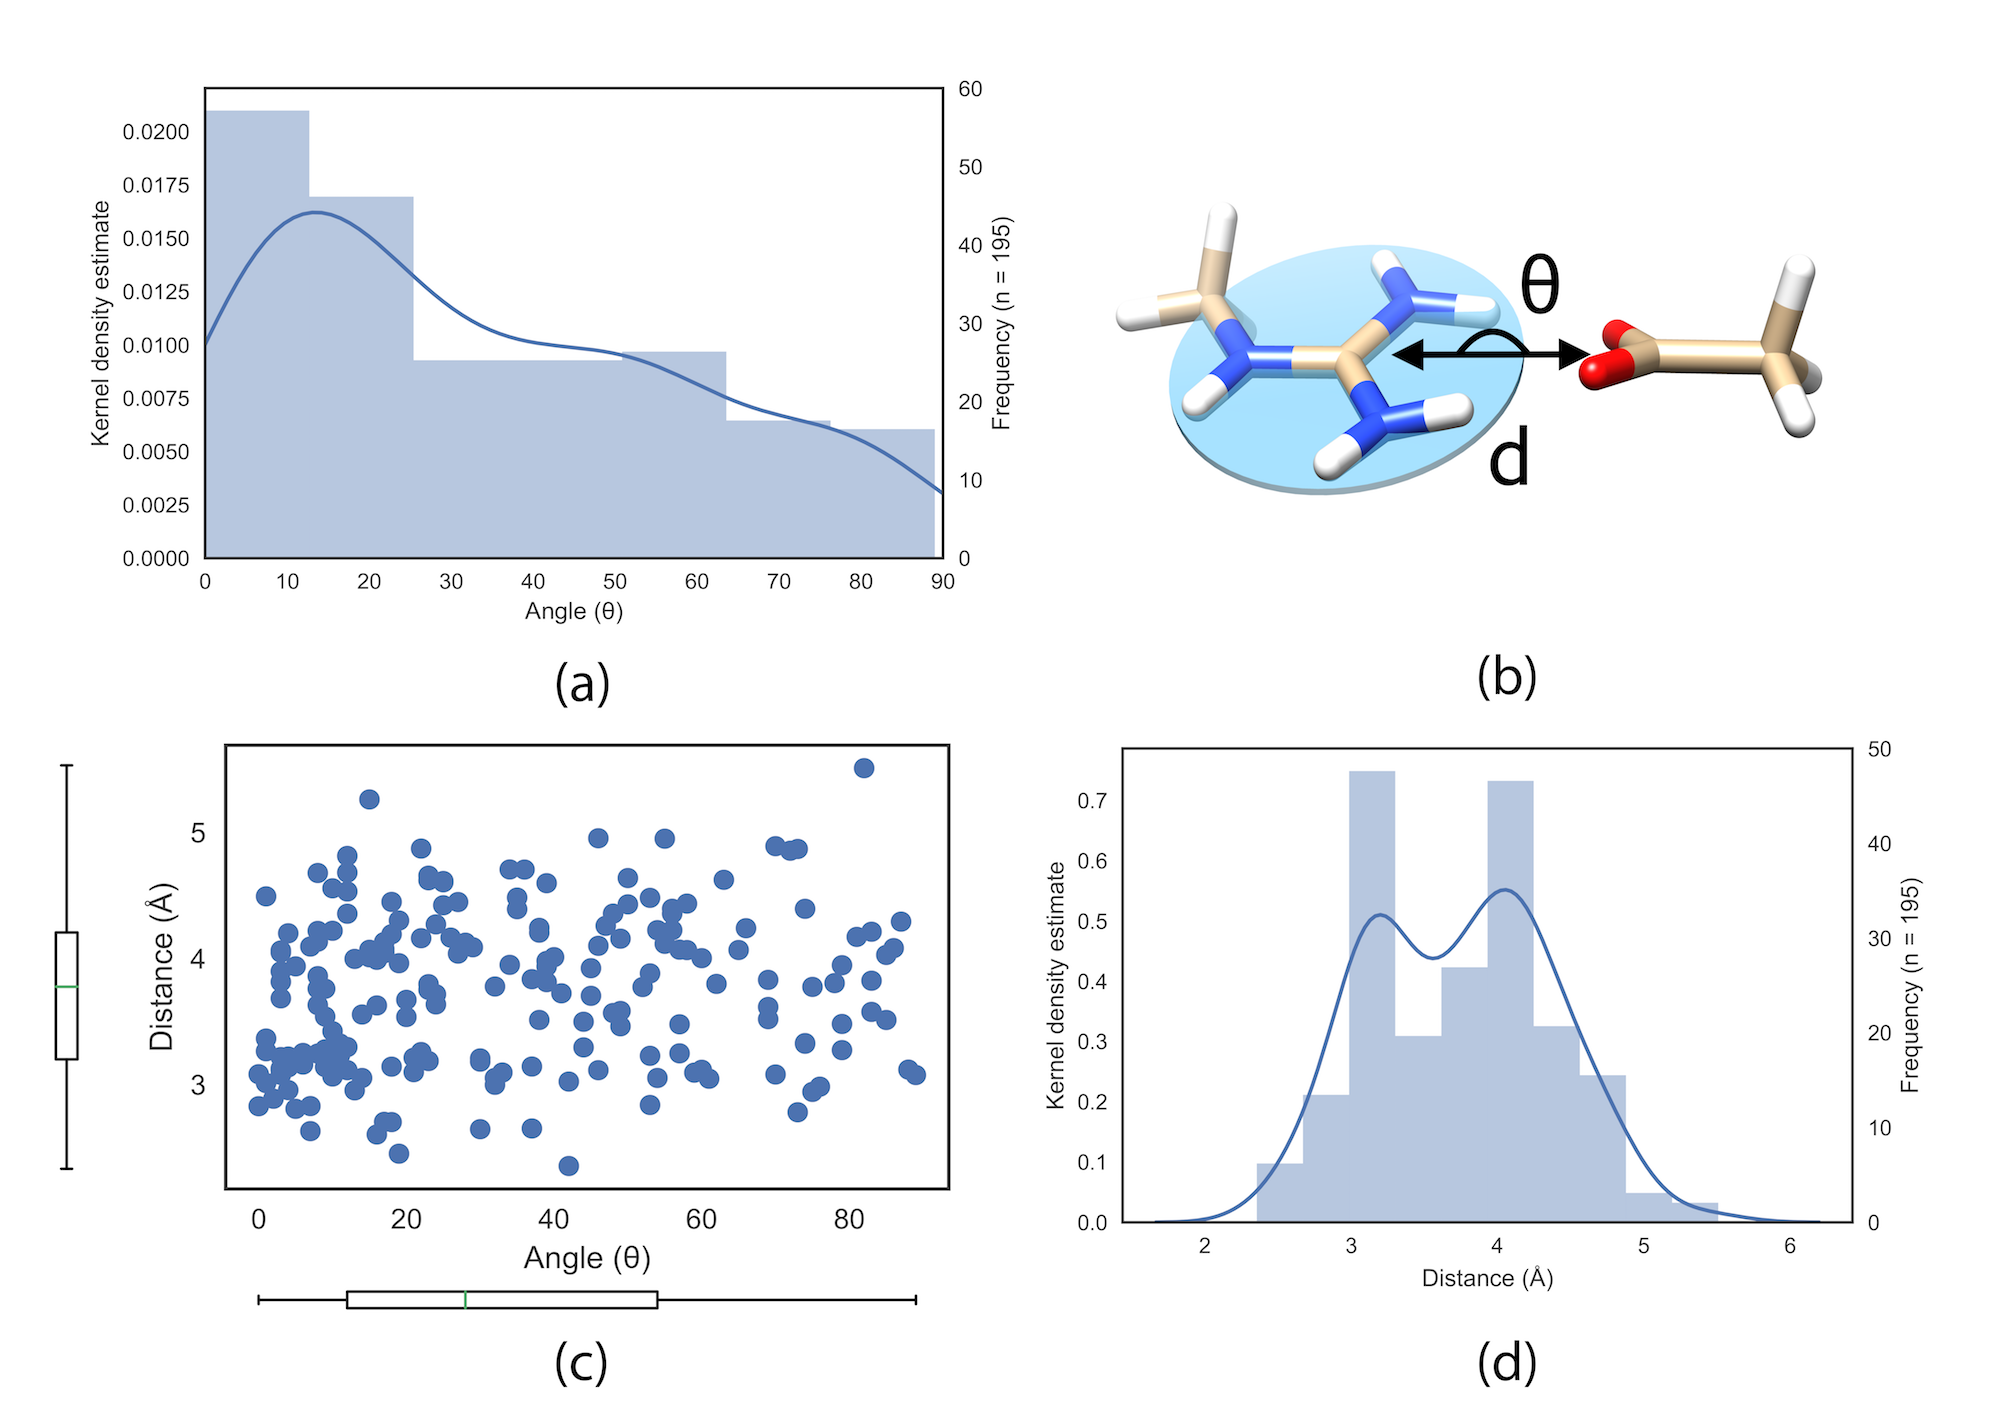 Kernel density estimate
0.0200
0.0175
0.0150
0.0125
0.0100
0.0075
0.0050
0.0025
0.0000
60
50
40
30
20
10
0
Frequency (n = 195)
0 10 20 30 40 50 60 70 80 90
Angle (θ)
(a)
θ
d
(b)
Distance (Å)
5
4
3
0 20 40 60 80
Angle (θ)
(c)
Kernel density estimate
0.7
0.6
0.5
0.4
0.3
0.2
0.1
0.0
50
40
30
20
10
0
Frequency (n = 195)
2 3 4 5 6
Distance (Å)
(d)